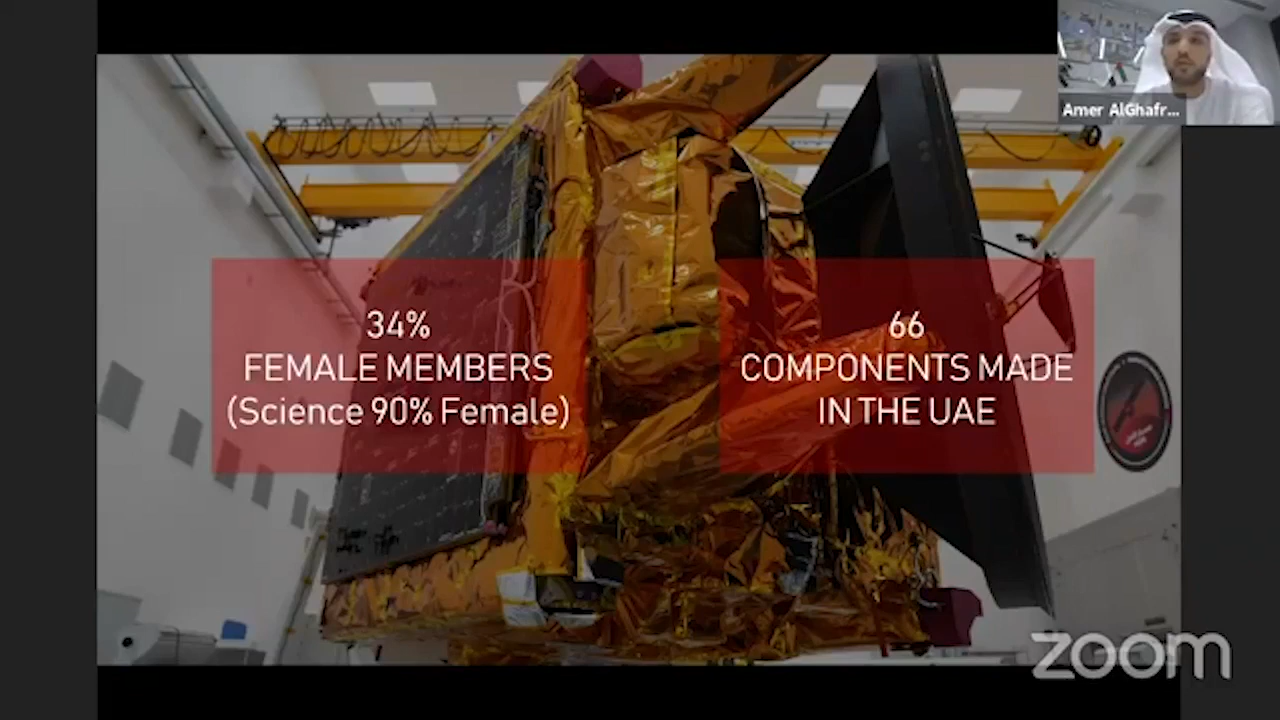 Amer AlGhafr...
34%
FEMALE MEMBERS
(Science 90% Female)
66
COMPONENTS MADE
IN THE UAE
zoom